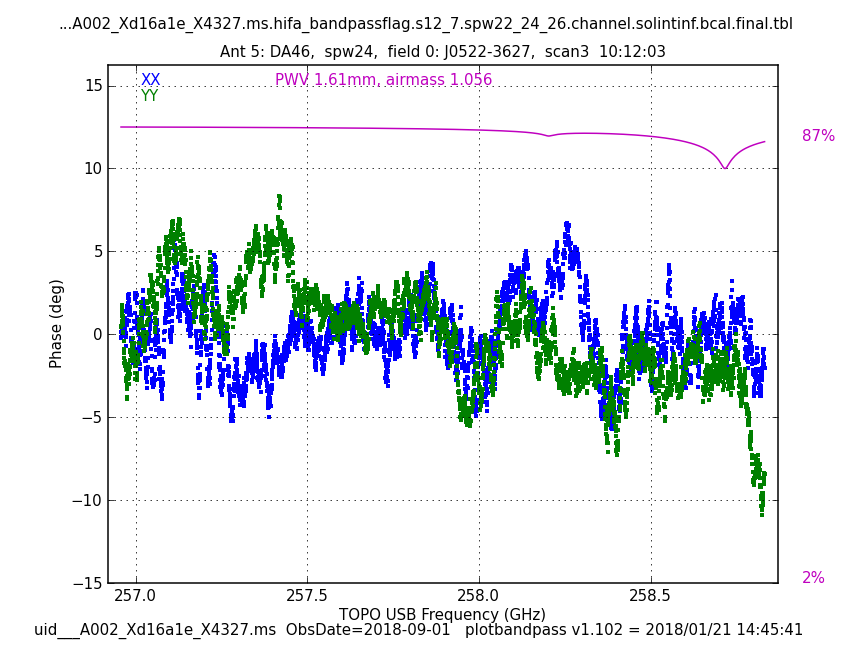 ...A002_Xd16a1e_X4327.ms.hifa_bandpassflag.s12_7.spw22_24_26.channel.solintinf.bcal.final.tbl
Ant 5: DA46, spw24, field 0: J0522-3627, scan3 10:12:03
XX
YY
PWV 1.61mm, airmass 1.056
87%
2%
15
10
5
0
−5
−10
−15
Phase (deg)
257.0
257.5
258.0
258.5
TOPO USB Frequency (GHz)
uid___A002_Xd16a1e_X4327.ms ObsDate=2018-09-01 plotbandpass v1.102 = 2018/01/21 14:45:41